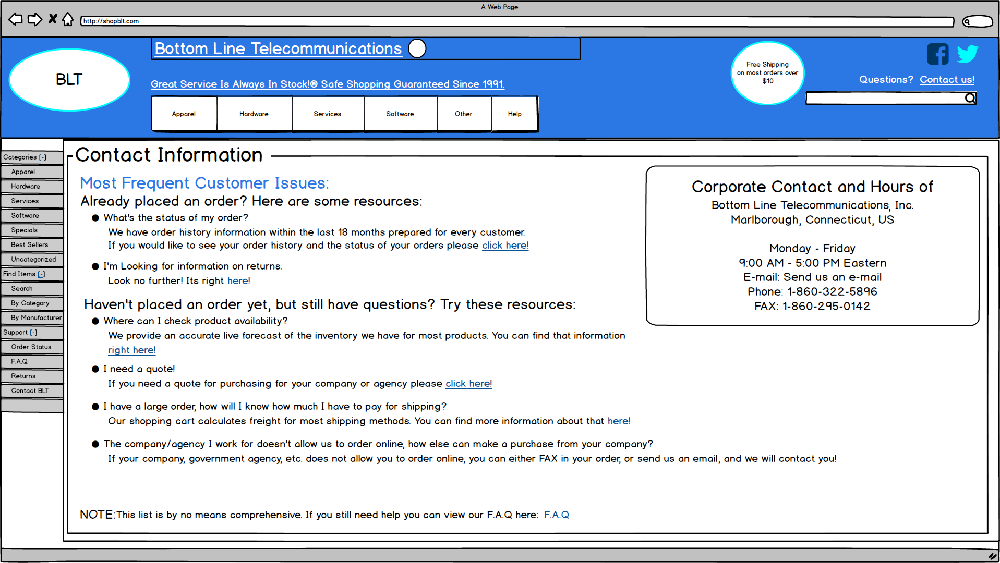 A Web Page
http://shopblt.com
BLT
Bottom Line Telecommunications
Great Service Is Always In Stock!® Safe Shopping Guaranteed Since 1991.
Apparel
Hardware
Services
Software
Other
Help
Free Shipping
on most orders over
$10
Questions? Contact us!
Categories [-]
Apparel
Hardware
Services
Software
Specials
Best Sellers
Uncategorized
Find Items [-]
Search
By Category
By Manufacturer
Support [-]
Order Status
F.A.Q
Returns
Contact BLT
Contact Information
Most Frequent Customer Issues:
Already placed an order? Here are some resources:
● What's the status of my order?
We have order history information within the last 18 months prepared for every customer.
If you would like to see your order history and the status of your orders please click here!
● I'm Looking for information on returns.
Look no further! Its right here!
Haven't placed an order yet, but still have questions? Try these resources:
● Where can I check product availability?
We provide an accurate live forecast of the inventory we have for most products. You can find that information
right here!
● I need a quote!
If you need a quote for purchasing for your company or agency please click here!
● I have a large order, how will I know how much I have to pay for shipping?
Our shopping cart calculates freight for most shipping methods. You can find more information about that here!
● The company/agency I work for doesn't allow us to order online, how else can make a purchase from your company?
If your company, government agency, etc. does not allow you to order online, you can either FAX in your order, or send us an email, and we will contact you!
NOTE:This list is by no means comprehensive. If you still need help you can view our F.A.Q here: F.A.Q
Corporate Contact and Hours of
Bottom Line Telecommunications, Inc.
Marlborough, Connecticut, US
Monday - Friday
9:00 AM - 5:00 PM Eastern
E-mail: Send us an e-mail
Phone: 1-860-322-5896
FAX: 1-860-295-0142